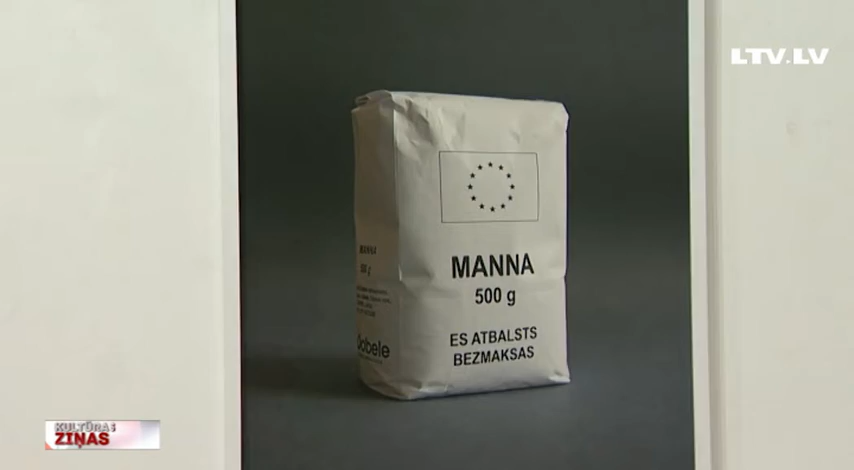 LTV.LV
MANNA
500 g
ES ATBALSTS
BEZMAKSAS
MANNA
500 g
Dobele
KULTŪRAS
ZIŅAS